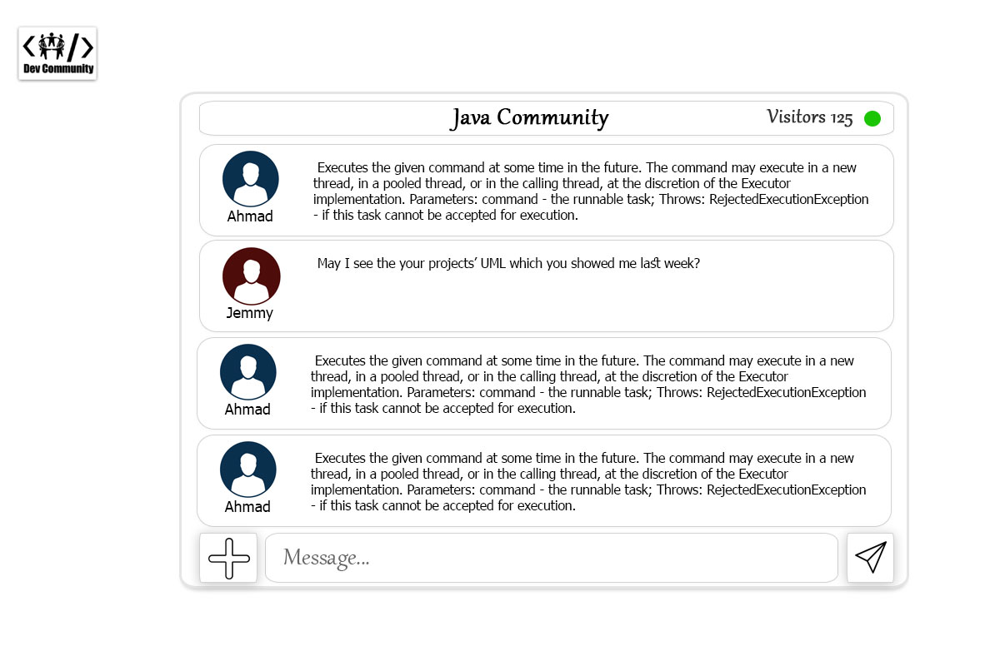 Dev Community
Java Community
Visitors 125
Executes the given command at some time in the future. The command may execute in a new
thread, in a pooled thread, or in the calling thread, at the discretion of the Executor
implementation. Parameters: command - the runnable task; Throws: RejectedExecutionException
- if this task cannot be accepted for execution.
Ahmad
May I see the your projects’ UML which you showed me last week?
Jemmy
Executes the given command at some time in the future. The command may execute in a new
thread, in a pooled thread, or in the calling thread, at the discretion of the Executor
implementation. Parameters: command - the runnable task; Throws: RejectedExecutionException
- if this task cannot be accepted for execution.
Ahmad
Executes the given command at some time in the future. The command may execute in a new
thread, in a pooled thread, or in the calling thread, at the discretion of the Executor
implementation. Parameters: command - the runnable task; Throws: RejectedExecutionException
- if this task cannot be accepted for execution.
Ahmad
Message...